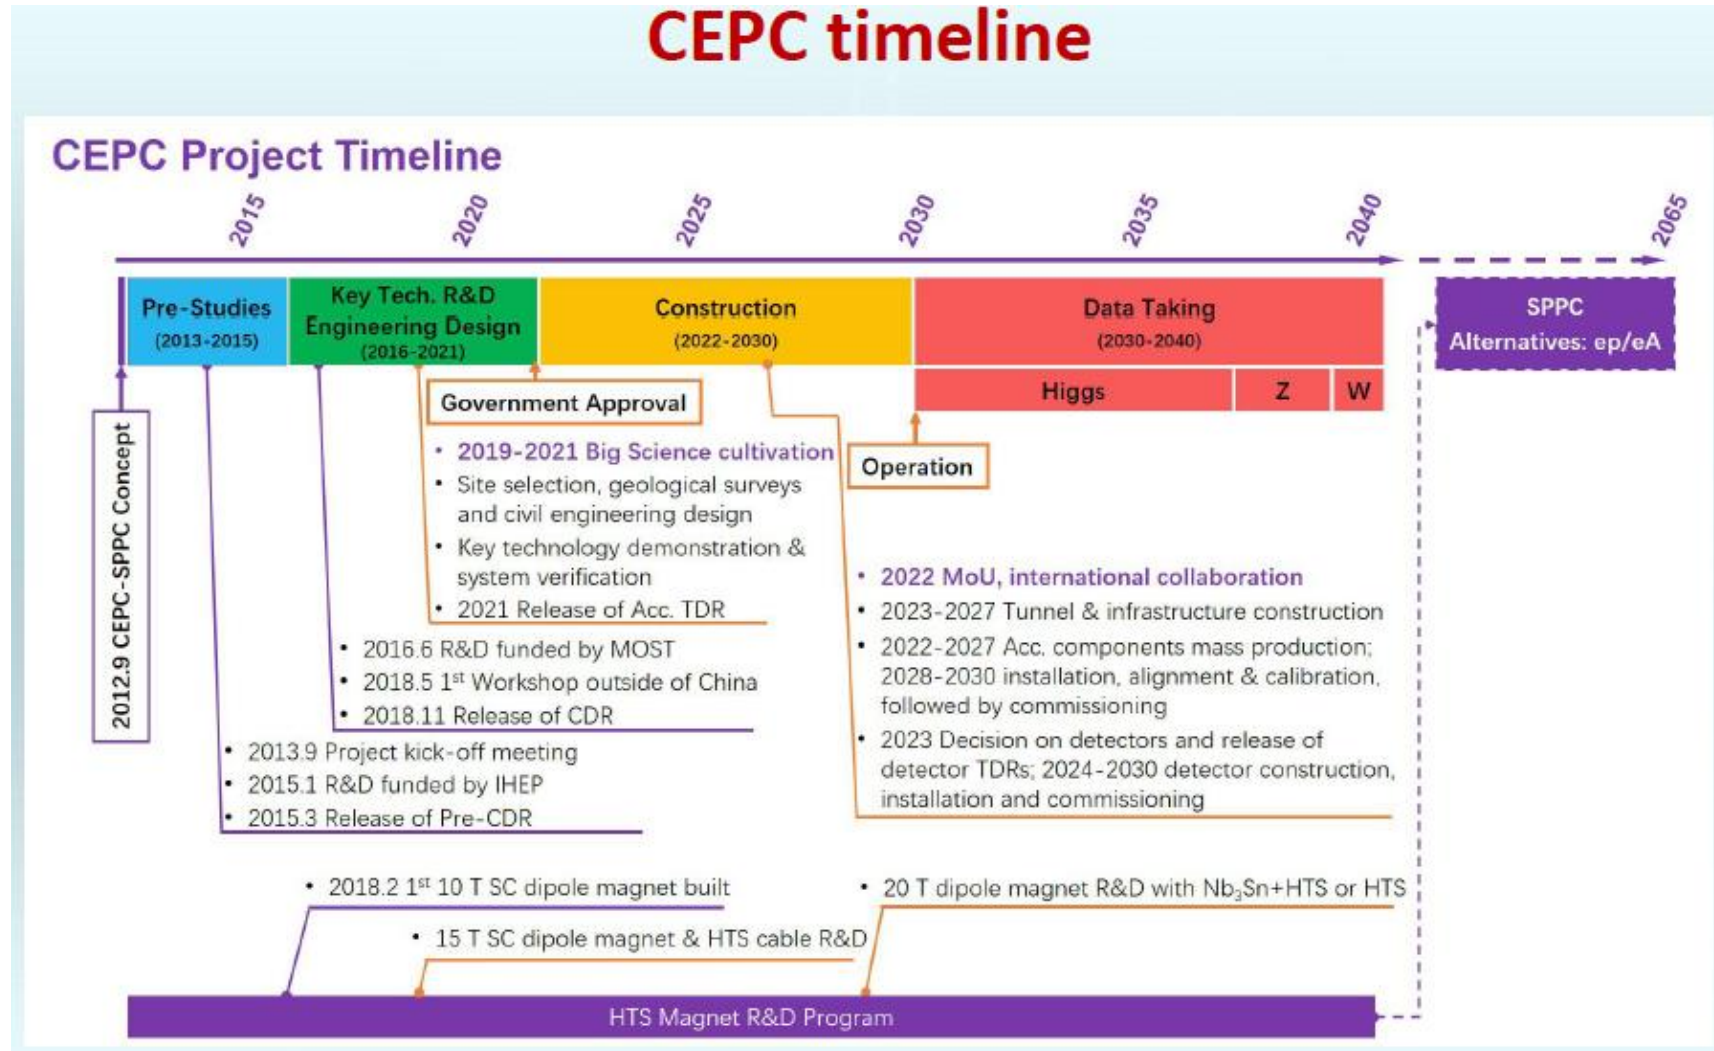 CEPC timeline
CEPC Project Timeline
2015
2020
2025
2030
2035
2040
2065
Pre-Studies
(2013-2015)
Key Tech. R&D
Engineering Design
(2016-2021)
Construction
(2022-2030)
Data Taking
(2030-2040)
SPPC
Alternatives: ep/eA
Higgs
Z
W
Government Approval
Operation
2012.9 CEPC-SPPC Concept
• 2019-2021 Big Science cultivation
• Site selection, geological surveys
and civil engineering design
• Key technology demonstration &
system verification
• 2021 Release of Acc. TDR
• 2016.6 R&D funded by MOST
• 2018.5 1st Workshop outside of China
• 2018.11 Release of CDR
• 2013.9 Project kick-off meeting
• 2015.1 R&D funded by IHEP
• 2015.3 Release of Pre-CDR
• 2022 MoU, international collaboration
• 2023-2027 Tunnel & infrastructure construction
• 2022-2027 Acc. components mass production;
2028-2030 installation, alignment & calibration,
followed by commissioning
• 2023 Decision on detectors and release of
detector TDRs; 2024-2030 detector construction,
installation and commissioning
• 2018.2 1st 10 T SC dipole magnet built
• 15 T SC dipole magnet & HTS cable R&D
• 20 T dipole magnet R&D with Nb₃Sn+HTS or HTS
HTS Magnet R&D Program